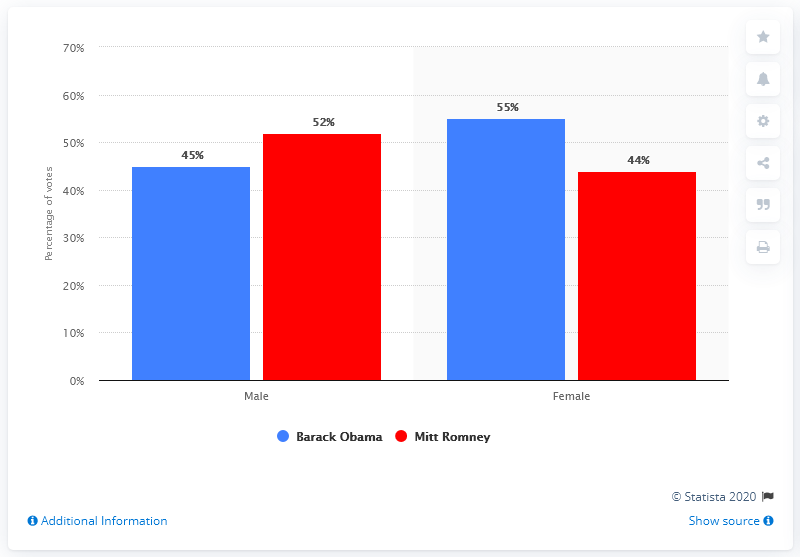 70%
60%
50%
40%
30%
20%
10%
0%
Percentage of votes
45%
52%
55%
44%
Male
Female
Barack Obama
Mitt Romney
© Statista 2020
Additional Information
Show source